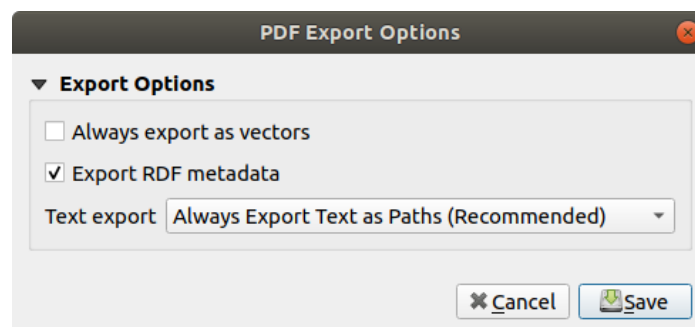 PDF Export Options
Export Options
Always export as vectors
Export RDF metadata
Text export Always Export Text as Paths (Recommended)
Cancel Save